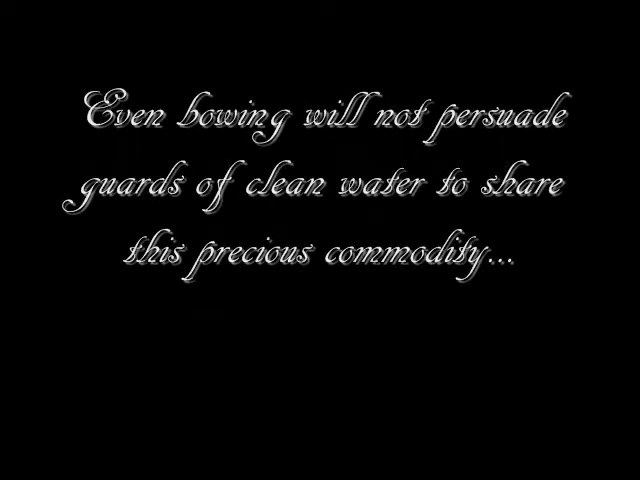 Even bowing will not persuade
guards of clean water to share
this precious commodity...